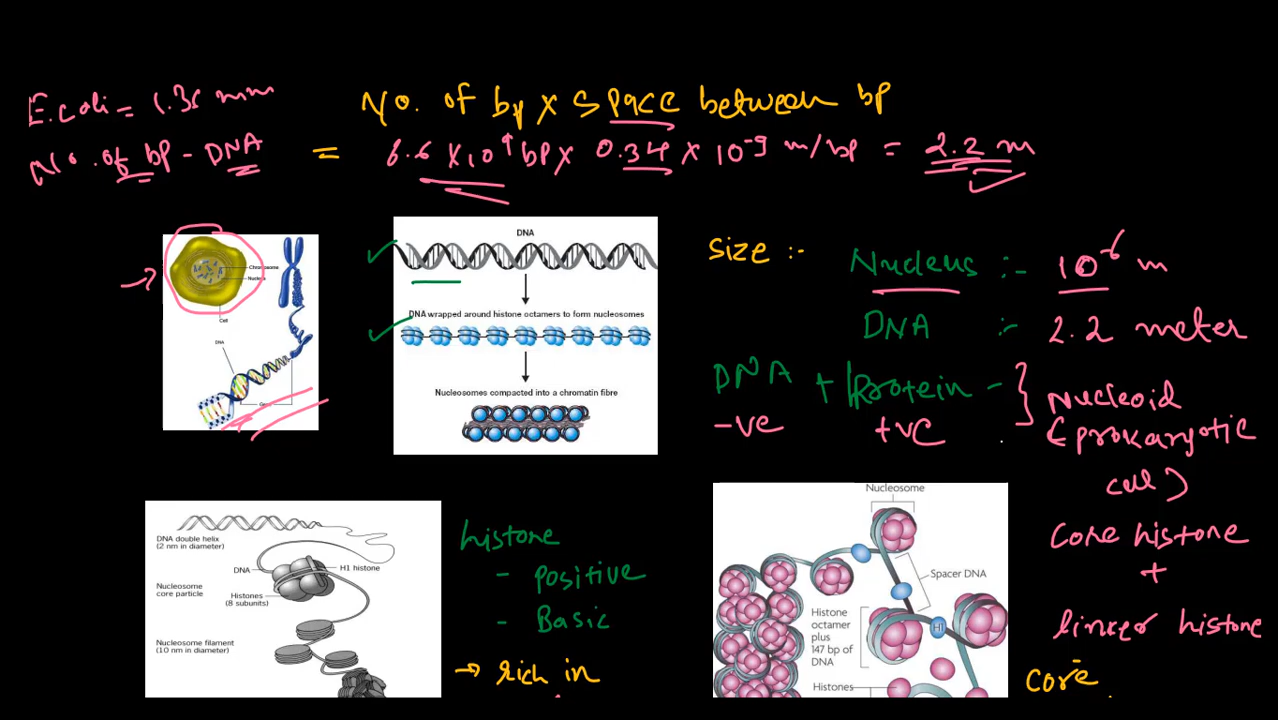 E.coli = 1.36 mm
No. of bp × Space between bp
No. of bp - DNA = 6.6 × 10⁹ bp × 0.34 × 10⁻⁹ m/bp = 2.2 m
Chromosome
Nucleus
Cell
DNA
Gene
DNA
DNA wrapped around histone octamers to form nucleosomes
Nucleosomes compacted into a chromatin fibre
Size :-
Nucleus :- 10⁻⁶ m
DNA :- 2.2 meter
DNA + Protein -
-ve +ve
Nucleoid
(prokaryotic
cell)
Core histone
+
linker histone
core
DNA double helix
(2 nm in diameter)
DNA
H1 histone
Nucleosome
core particle
Histones
(8 subunits)
Nucleosome filament
(10 nm in diameter)
histone
- positive
- Basic
→ rich in
Nucleosome
Spacer DNA
Histone
octamer
plus
147 bp of
DNA
H1
Histones